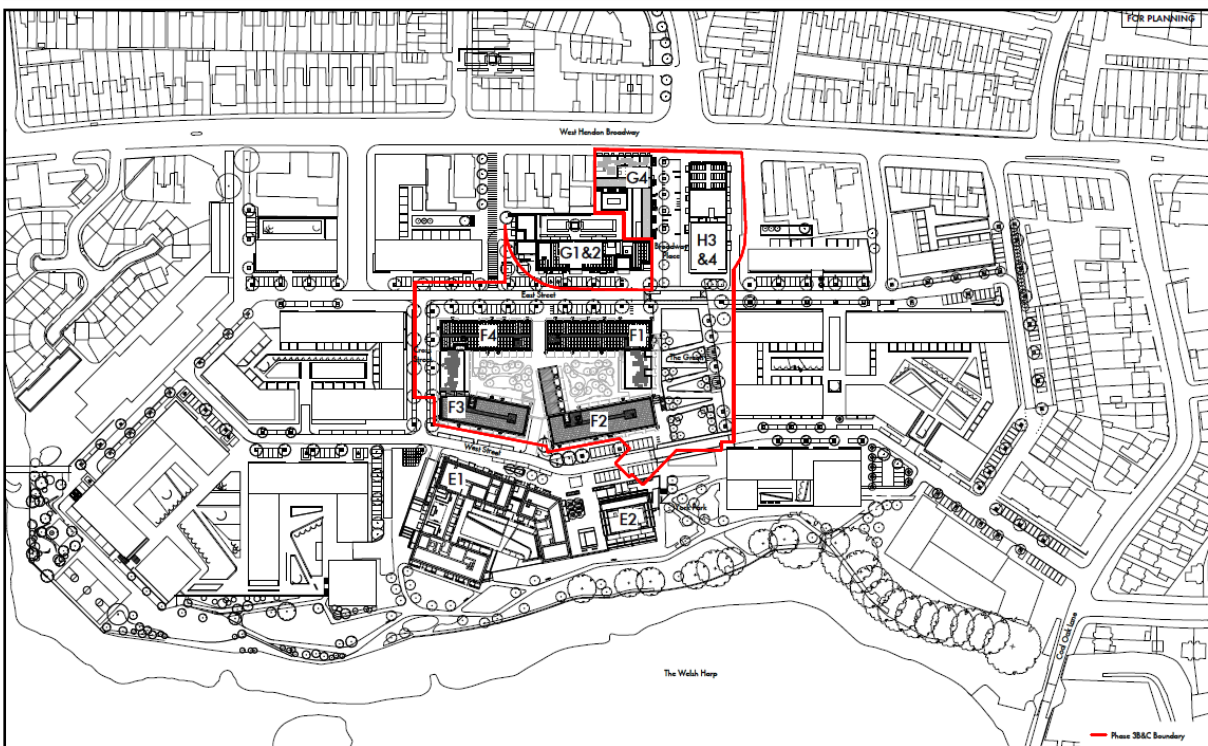 FOR PLANNING
West Hendon Broadway
G4
H3
&4
Broadway
Place
G1&2
East Street
F4
F1
The Green
F3
F2
West Street
E1
E2
York Park
Cool Oak Lane
The Welsh Harp
Phase 3B&C Boundary